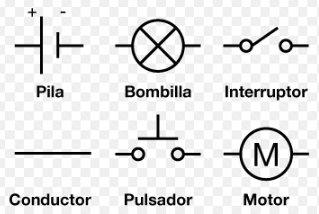 + -
Pila Bombilla Interruptor
M
Conductor Pulsador Motor